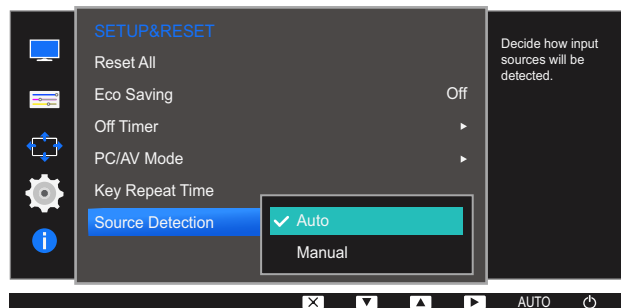 SETUP&RESET
Reset All
Eco Saving Off
Off Timer
PC/AV Mode
Key Repeat Time
Source Detection
Auto
Manual
Decide how input
sources will be
detected.
AUTO